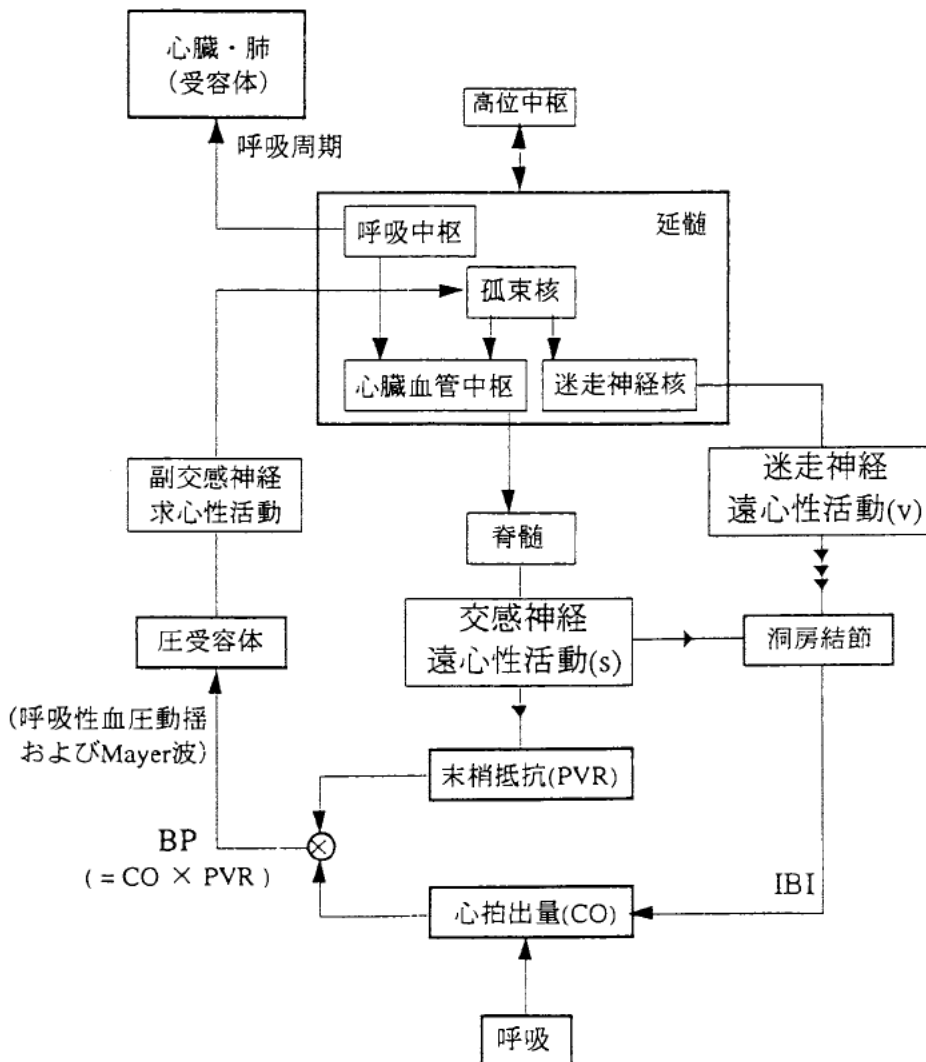 心臓・肺
(受容体)
高位中枢
呼吸周期
延髄
呼吸中枢
孤束核
心臓血管中枢
迷走神経核
副交感神経
求心性活動
迷走神経
遠心性活動(v)
脊髄
交感神経
遠心性活動(s)
洞房結節
圧受容体
(呼吸性血圧動揺
およびMayer波)
末梢抵抗(PVR)
BP
(=CO × PVR)
IBI
心拍出量(CO)
呼吸